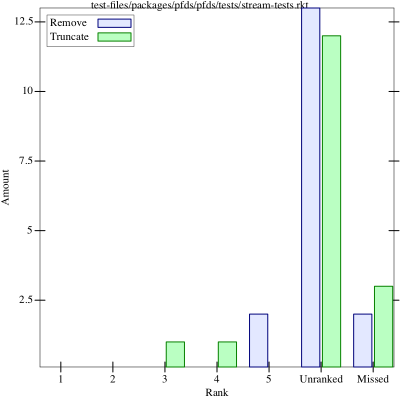 test-files/packages/pfds/pfds/tests/stream-tests.rkt
Remove
Truncate
12.5
10
7.5
5
2.5
Amount
1 2 3 4 5 Unranked Missed
Rank